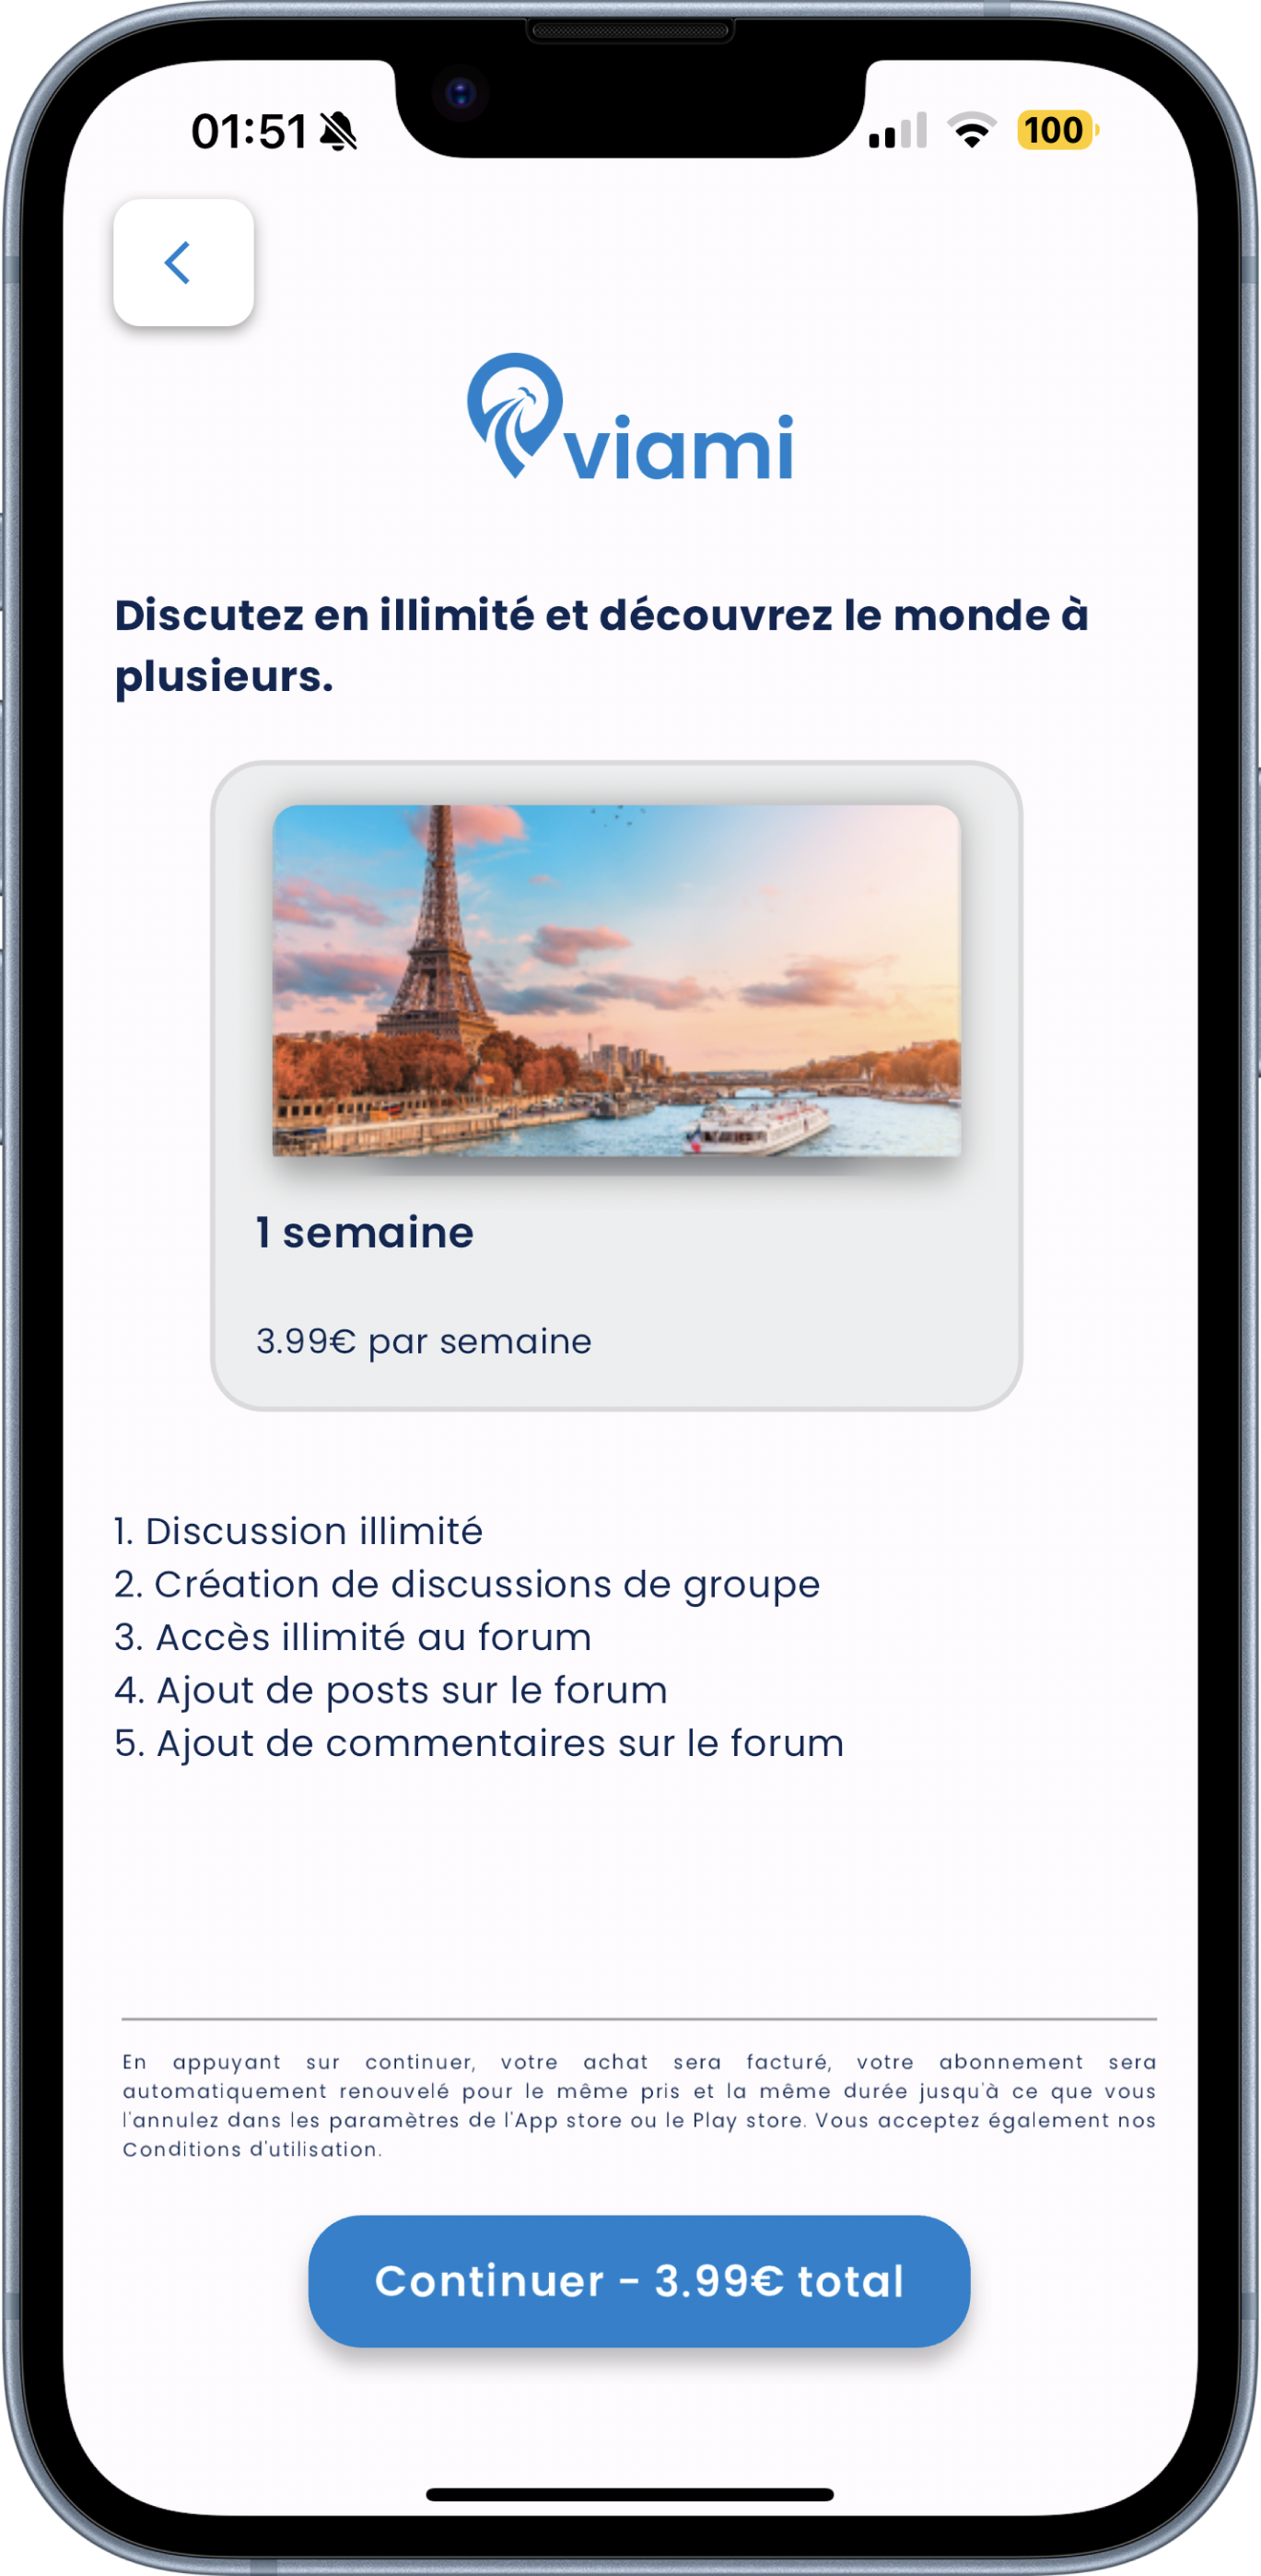 01:51
100
viami
Discutez en illimité et découvrez le monde à
plusieurs.
1 semaine
3.99€ par semaine
1. Discussion illimité
2. Création de discussions de groupe
3. Accès illimité au forum
4. Ajout de posts sur le forum
5. Ajout de commentaires sur le forum
En appuyant sur continuer, votre achat sera facturé, votre abonnement sera
automatiquement renouvelé pour le même pris et la même durée jusqu'à ce que vous
l'annulez dans les paramètres de l'App store ou le Play store. Vous acceptez également nos
Conditions d'utilisation.
Continuer - 3.99€ total